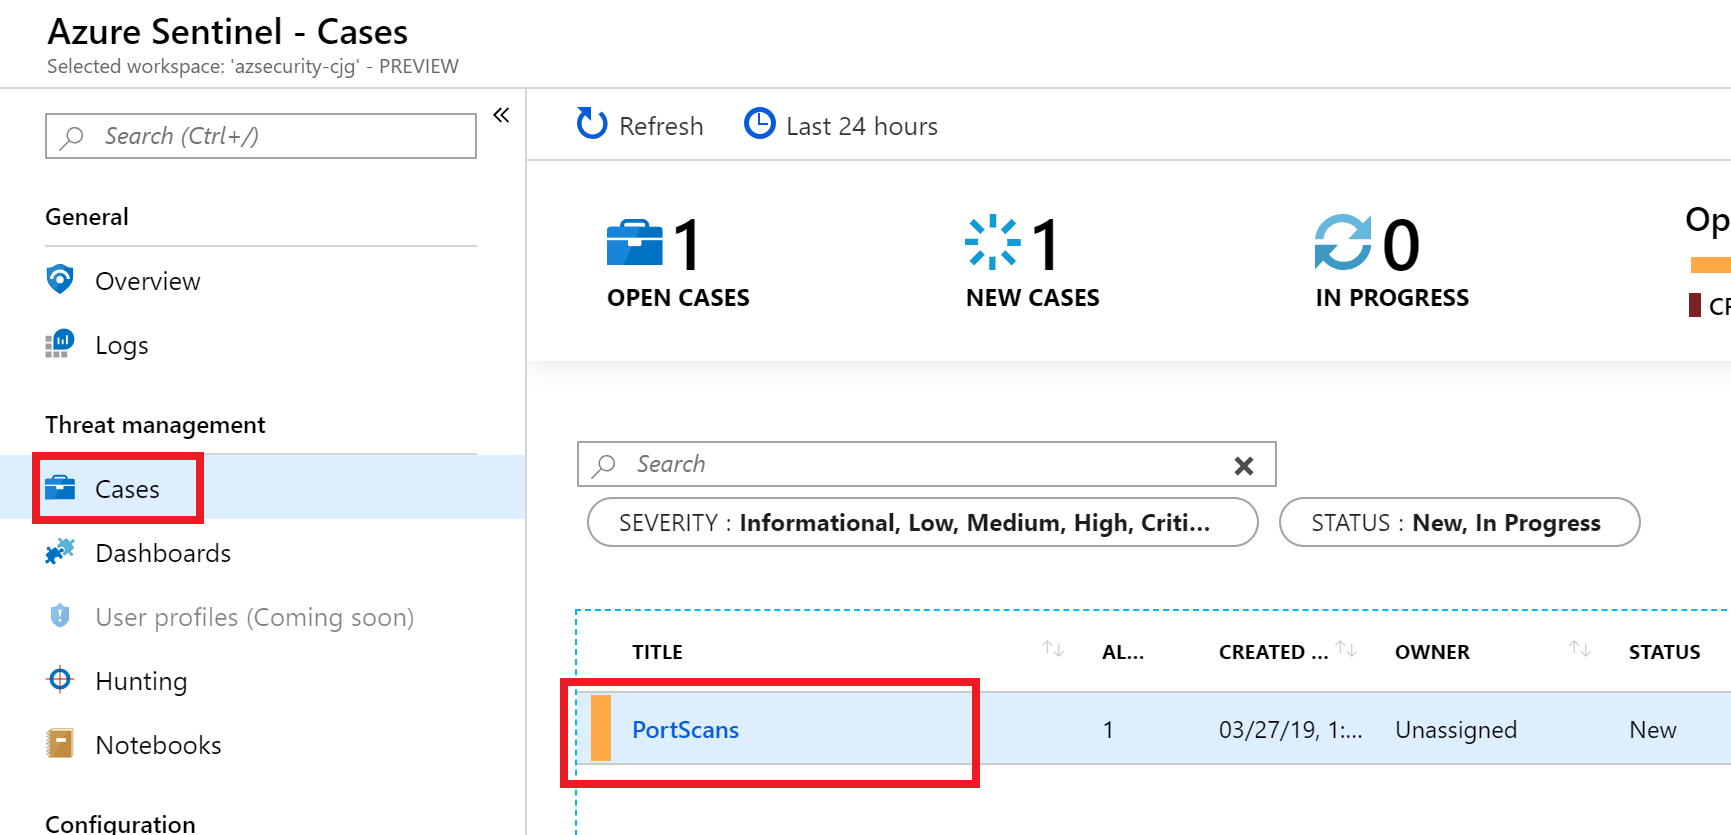 Azure Sentinel - Cases
Selected workspace: 'azsecurity-cjg' - PREVIEW
Search (Ctrl+/)
General
Overview
Logs
Threat management
Cases
Dashboards
User profiles (Coming soon)
Hunting
Notebooks
Configuration
Refresh Last 24 hours
1 OPEN CASES
1 NEW CASES
0 IN PROGRESS
Search
SEVERITY : Informational, Low, Medium, High, Criti... STATUS : New, In Progress
TITLE AL... CREATED ... OWNER STATUS
PortScans 1 03/27/19, 1:... Unassigned New